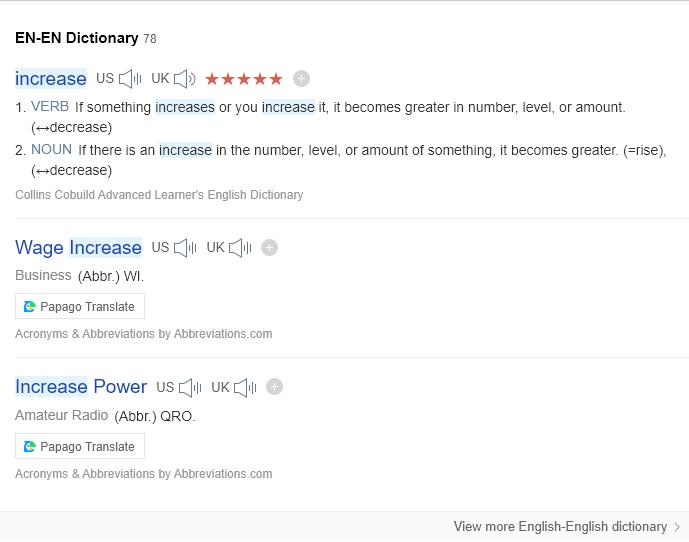 EN-EN Dictionary 78
increase US UK ★★★★★
1. VERB If something increases or you increase it, it becomes greater in number, level, or amount.
(↔decrease)
2. NOUN If there is an increase in the number, level, or amount of something, it becomes greater. (=rise),
(↔decrease)
Collins Cobuild Advanced Learner's English Dictionary
Wage Increase US UK
Business (Abbr.) WI.
Papago Translate
Acronyms & Abbreviations by Abbreviations.com
Increase Power US UK
Amateur Radio (Abbr.) QRO.
Papago Translate
Acronyms & Abbreviations by Abbreviations.com
View more English-English dictionary >